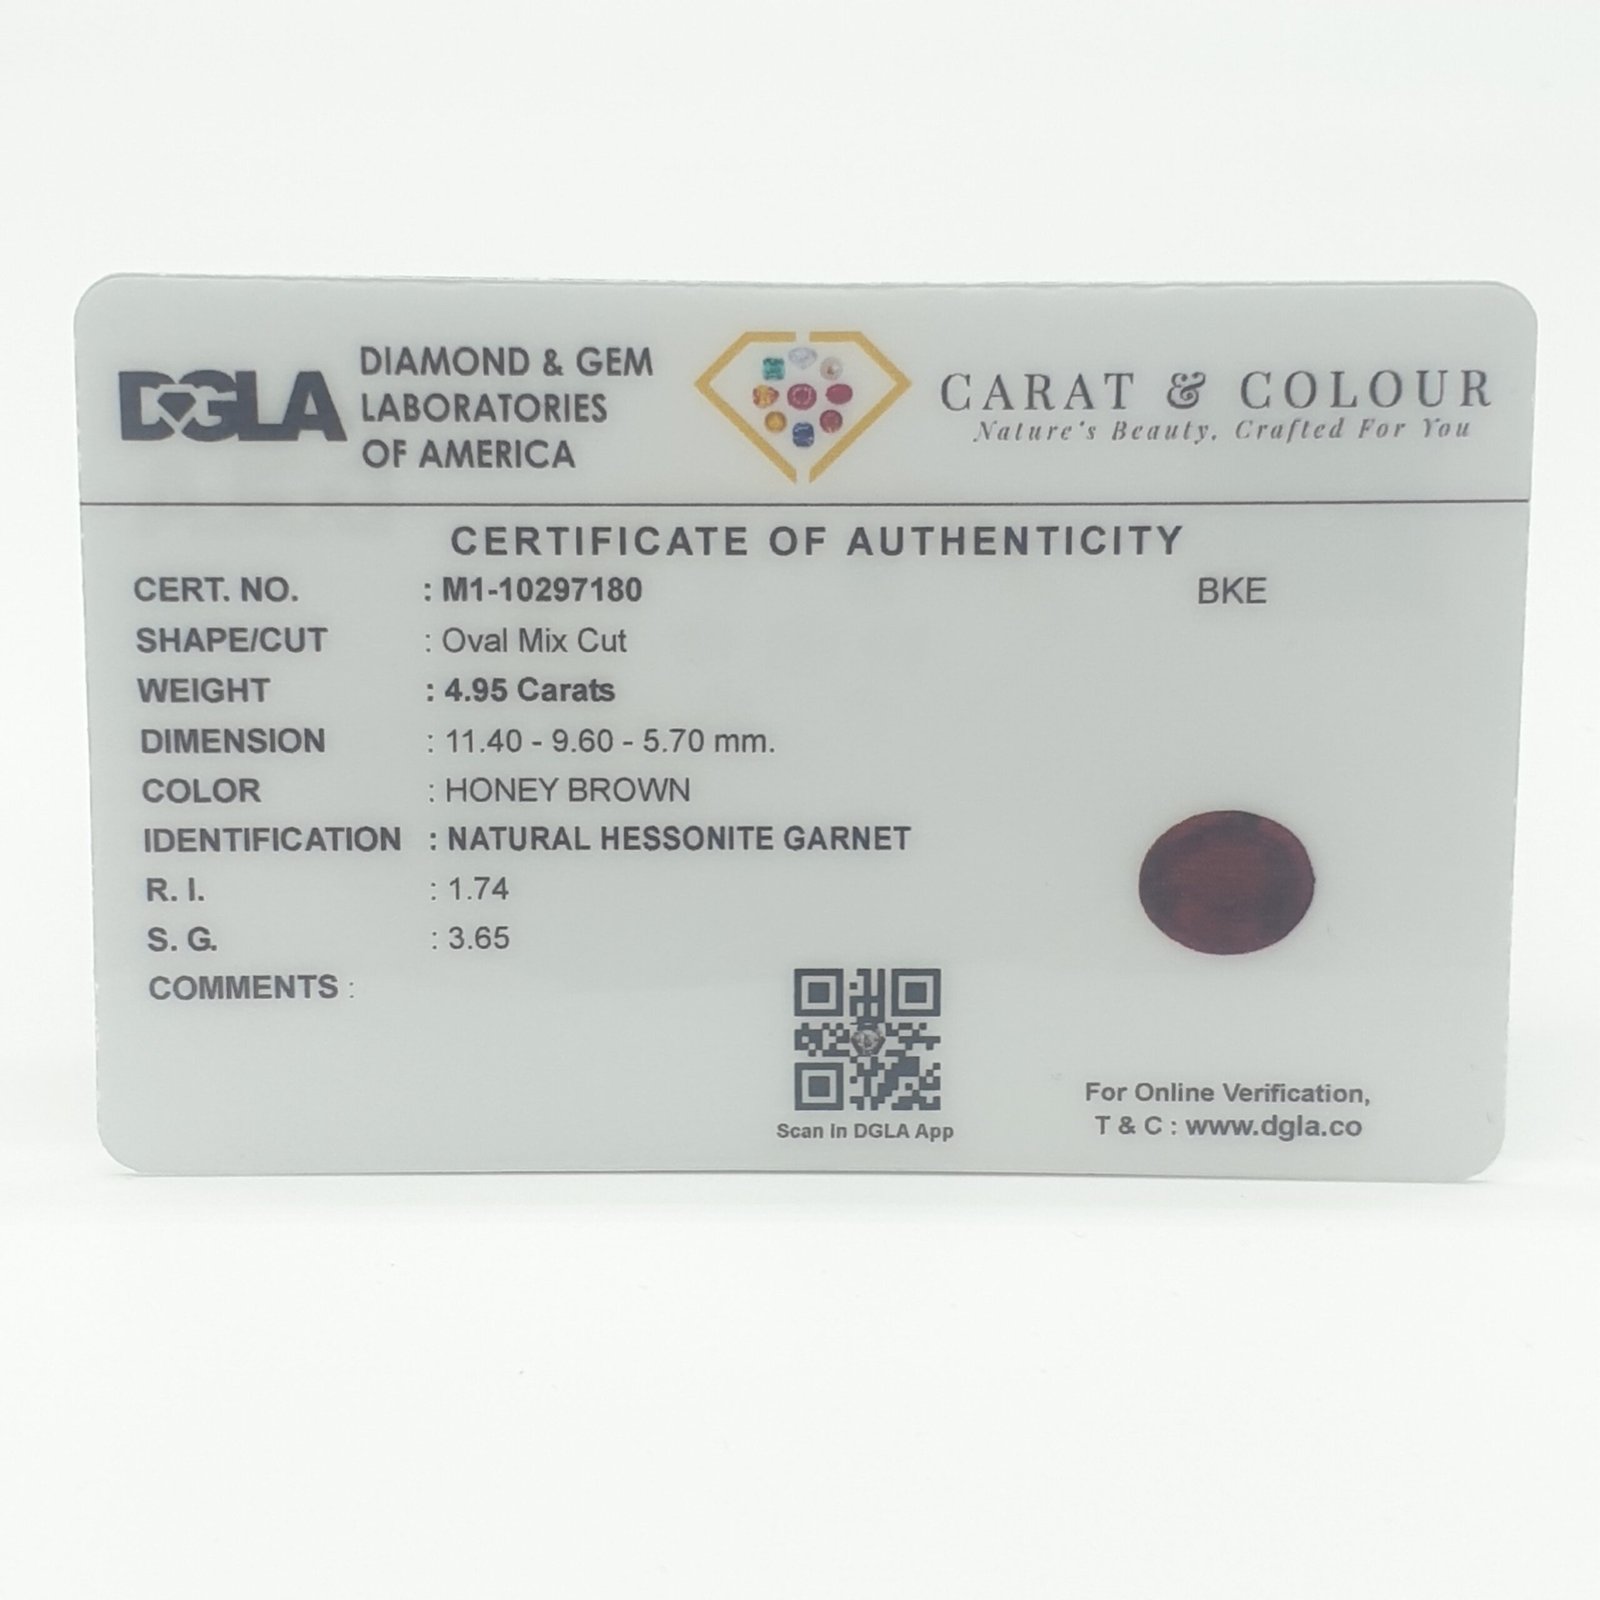 DGLA
DIAMOND & GEM
LABORATORIES
OF AMERICA
CARAT & COLOUR
Nature's Beauty, Crafted For You
CERTIFICATE OF AUTHENTICITY
CERT. NO. : M1-10297180 BKE
SHAPE/CUT : Oval Mix Cut
WEIGHT : 4.95 Carats
DIMENSION : 11.40 - 9.60 - 5.70 mm.
COLOR : HONEY BROWN
IDENTIFICATION : NATURAL HESSONITE GARNET
R. I. : 1.74
S. G. : 3.65
COMMENTS :
Scan in DGLA App
For Online Verification,
T & C : www.dgla.co